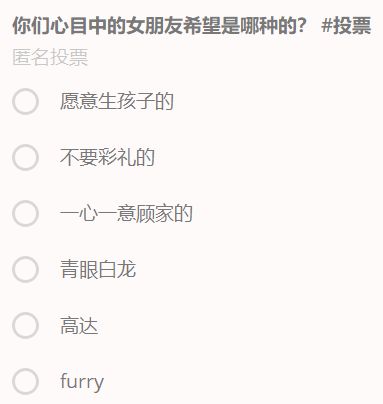 你们心目中的女朋友希望是哪种的？ #投票
匿名投票
愿意生孩子的
不要彩礼的
一心一意顾家的
青眼白龙
高达
furry